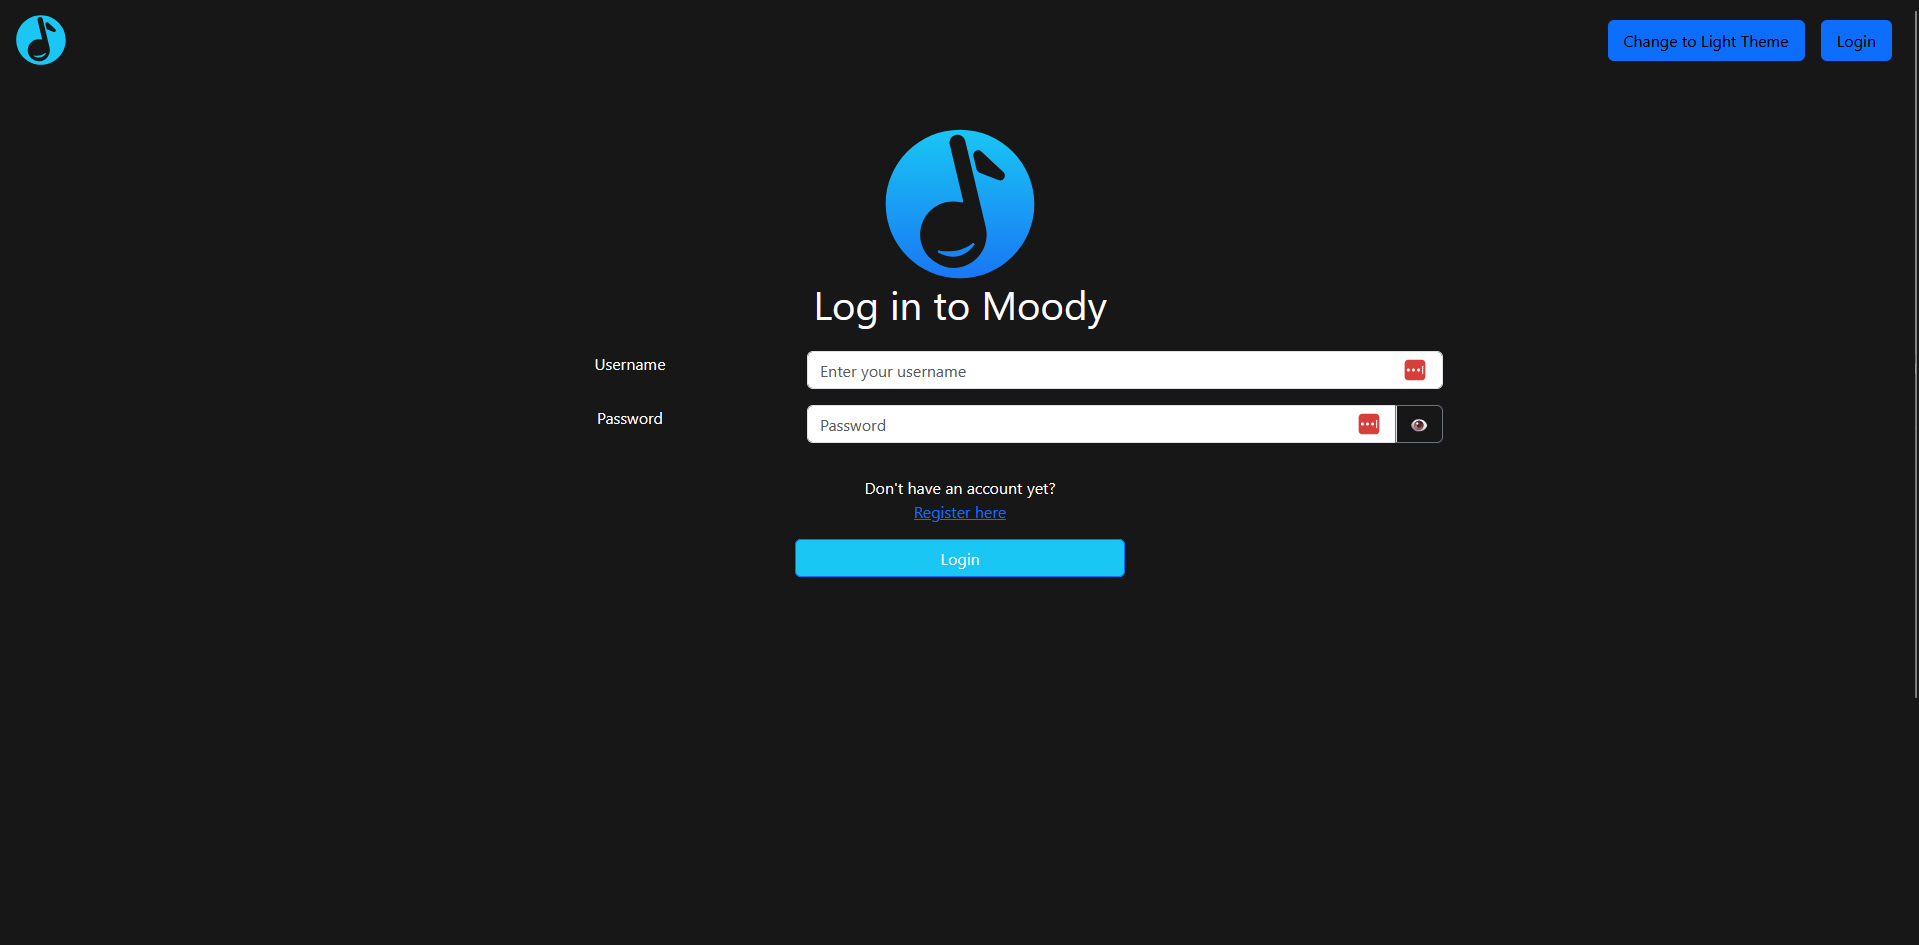 Change to Light Theme
Login
Log in to Moody
Username
Enter your username
Password
Password
Don't have an account yet?
Register here
Login